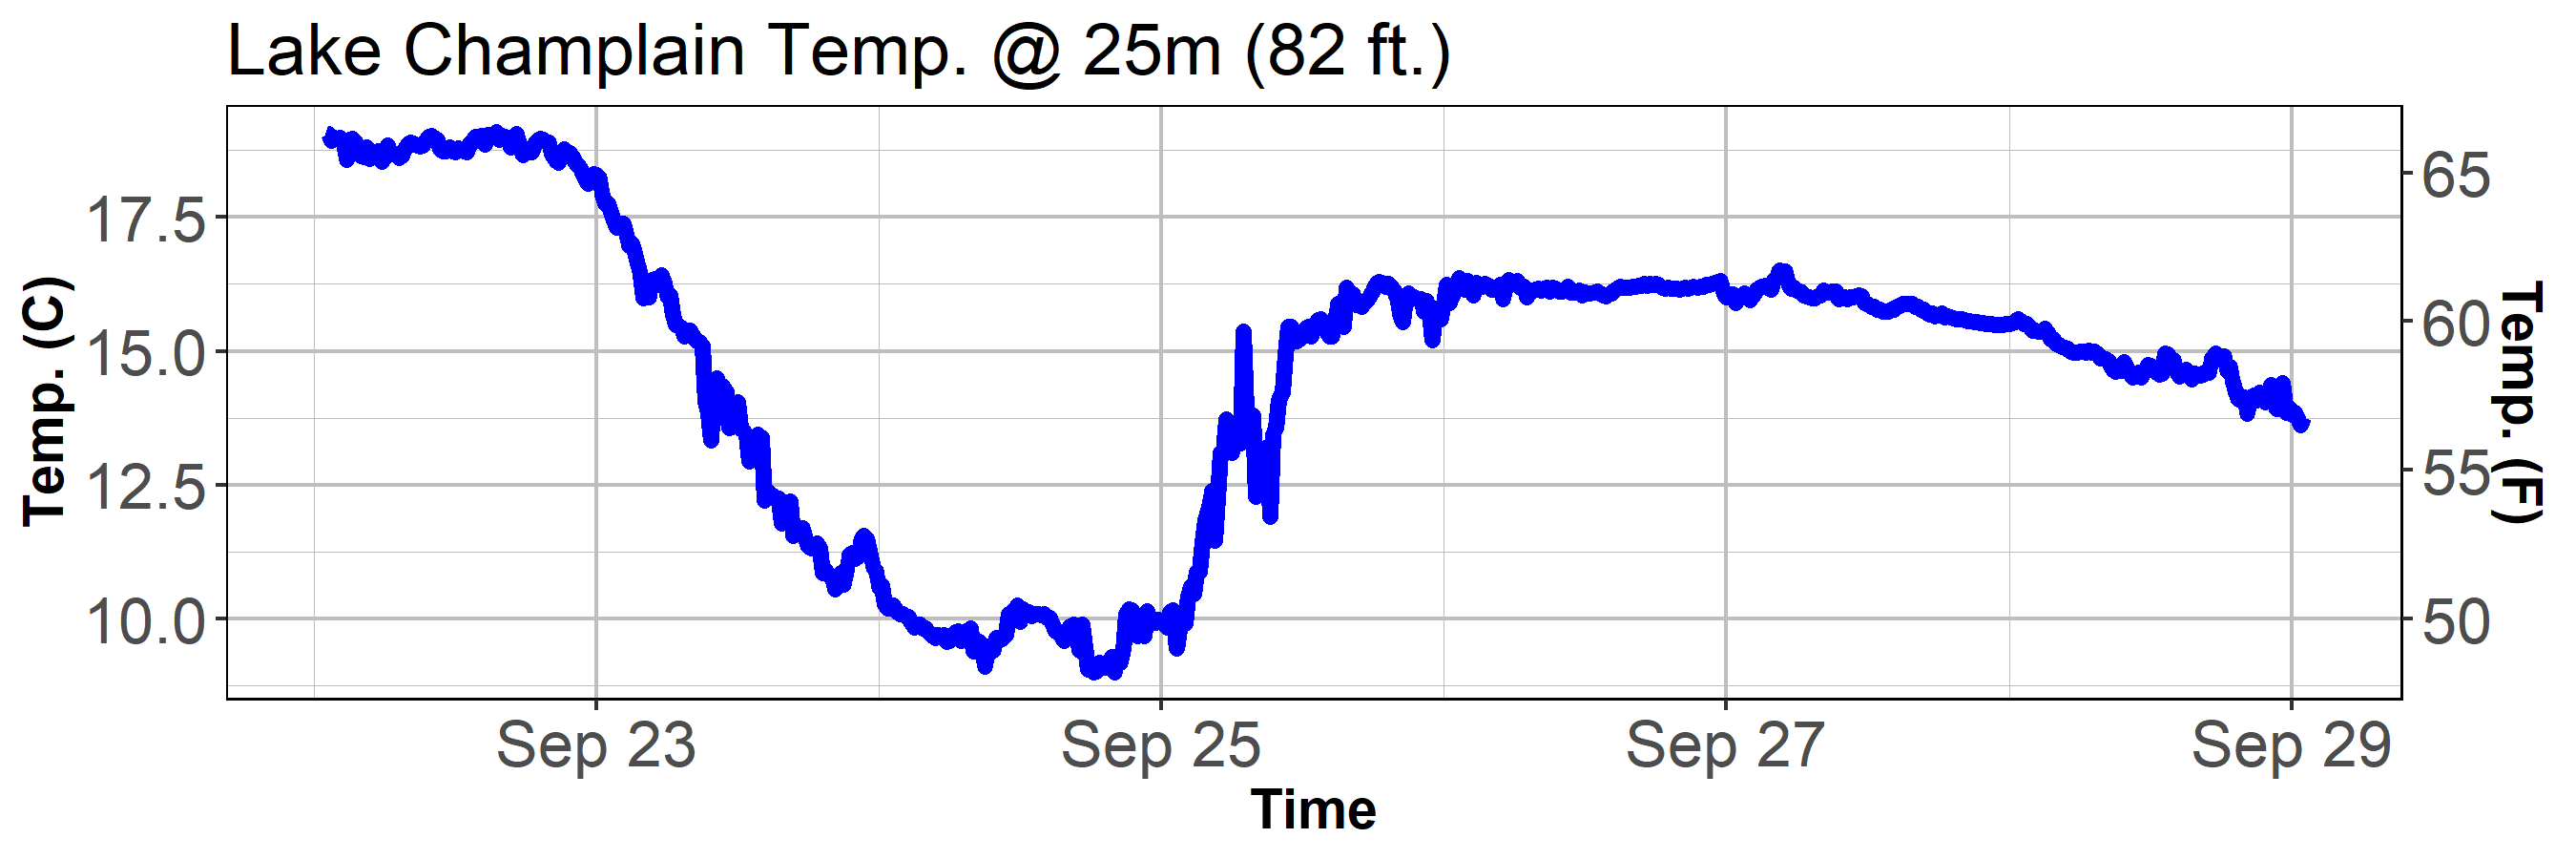 Lake Champlain Temp. @ 25m (82 ft.)
Temp. (C)
17.5
15.0
12.5
10.0
65
60
55
50
Temp. (F)
Sep 23 Sep 25 Sep 27 Sep 29
Time